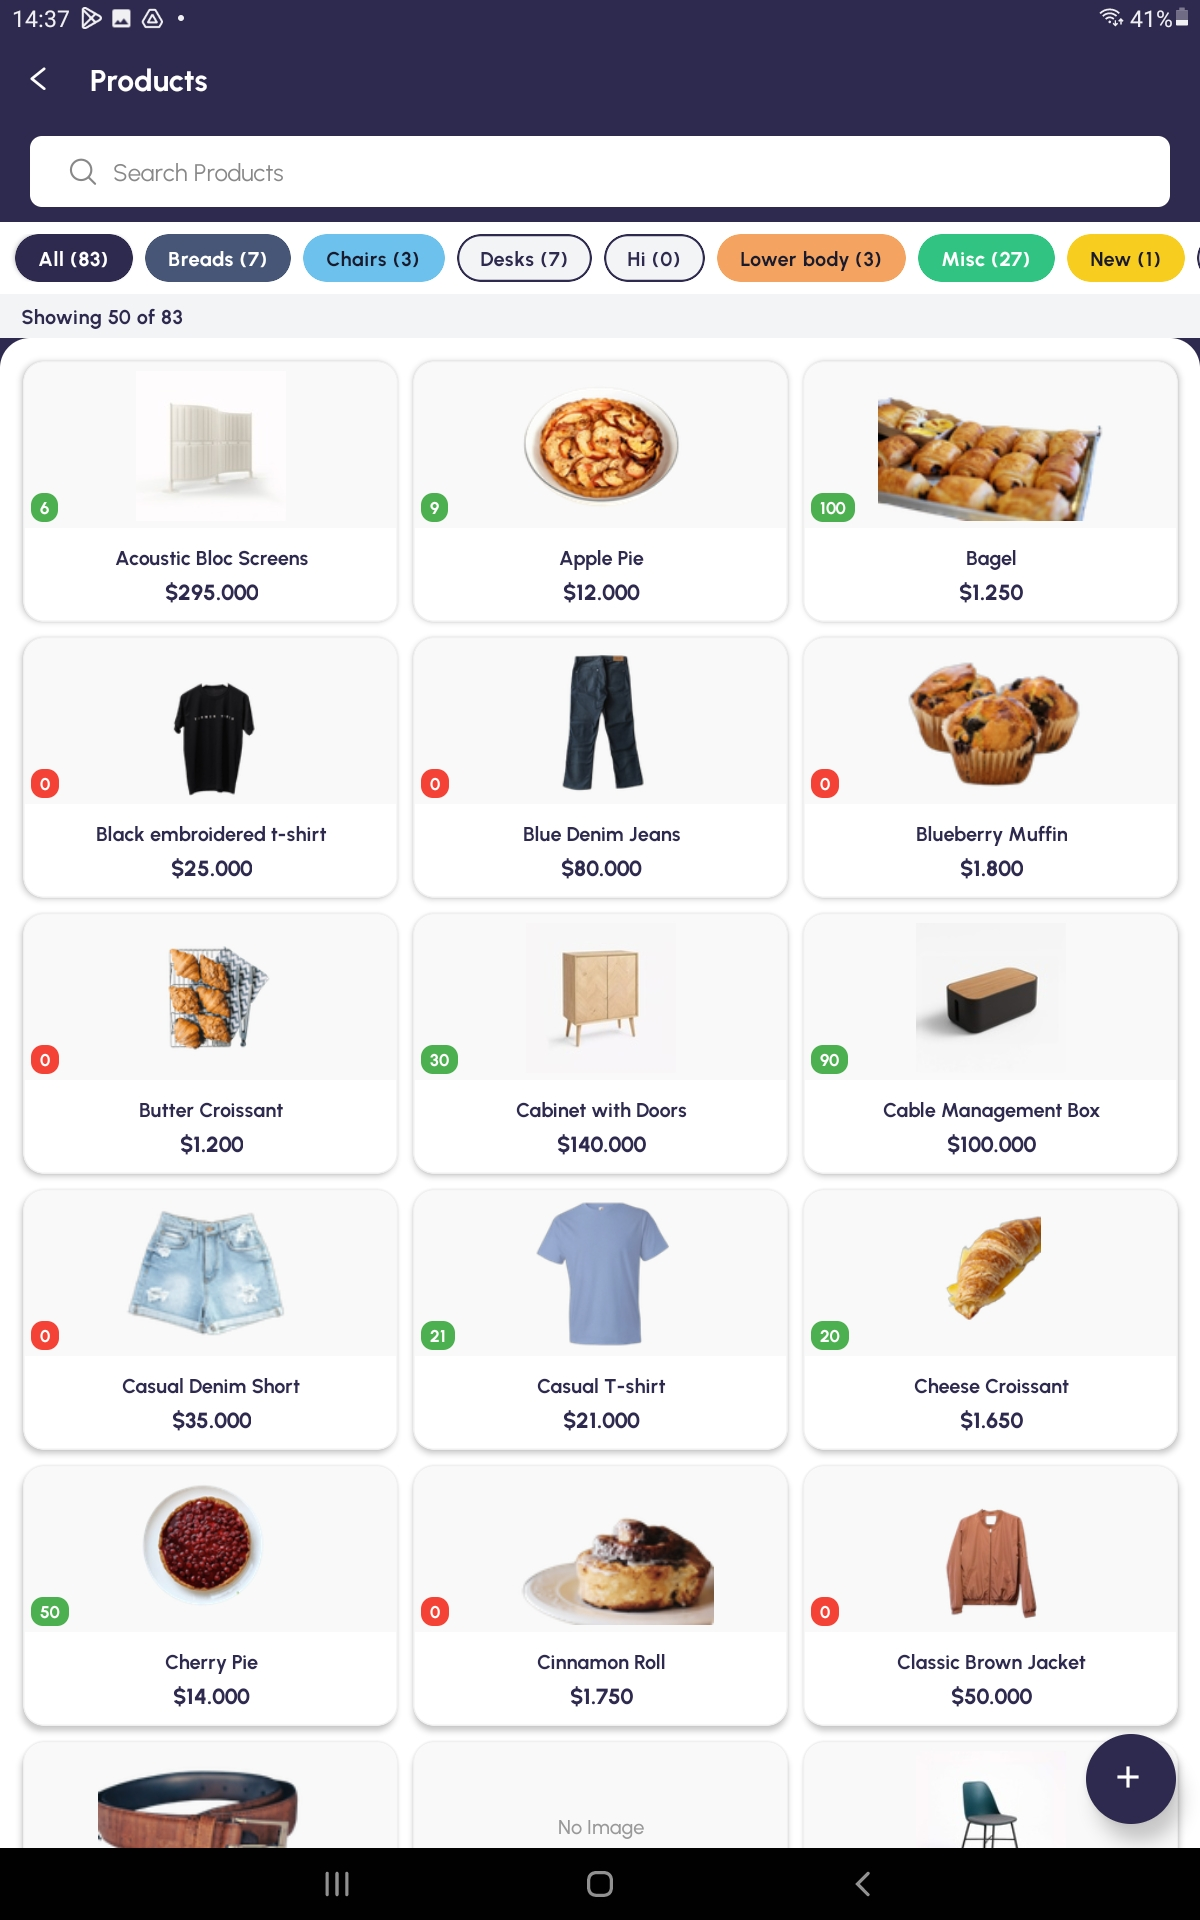 14:37
41%
Products
Search Products
All (83)
Breads (7)
Chairs (3)
Desks (7)
Hi (0)
Lower body (3)
Misc (27)
New (1)
Showing 50 of 83
6
9
100
Acoustic Bloc Screens
Apple Pie
Bagel
$295.000
$12.000
$1.250
0
0
0
Black embroidered t-shirt
Blue Denim Jeans
Blueberry Muffin
$25.000
$80.000
$1.800
0
30
90
Butter Croissant
Cabinet with Doors
Cable Management Box
$1.200
$140.000
$100.000
0
21
20
Casual Denim Short
Casual T-shirt
Cheese Croissant
$35.000
$21.000
$1.650
50
0
0
Cherry Pie
Cinnamon Roll
Classic Brown Jacket
$14.000
$1.750
$50.000
No Image